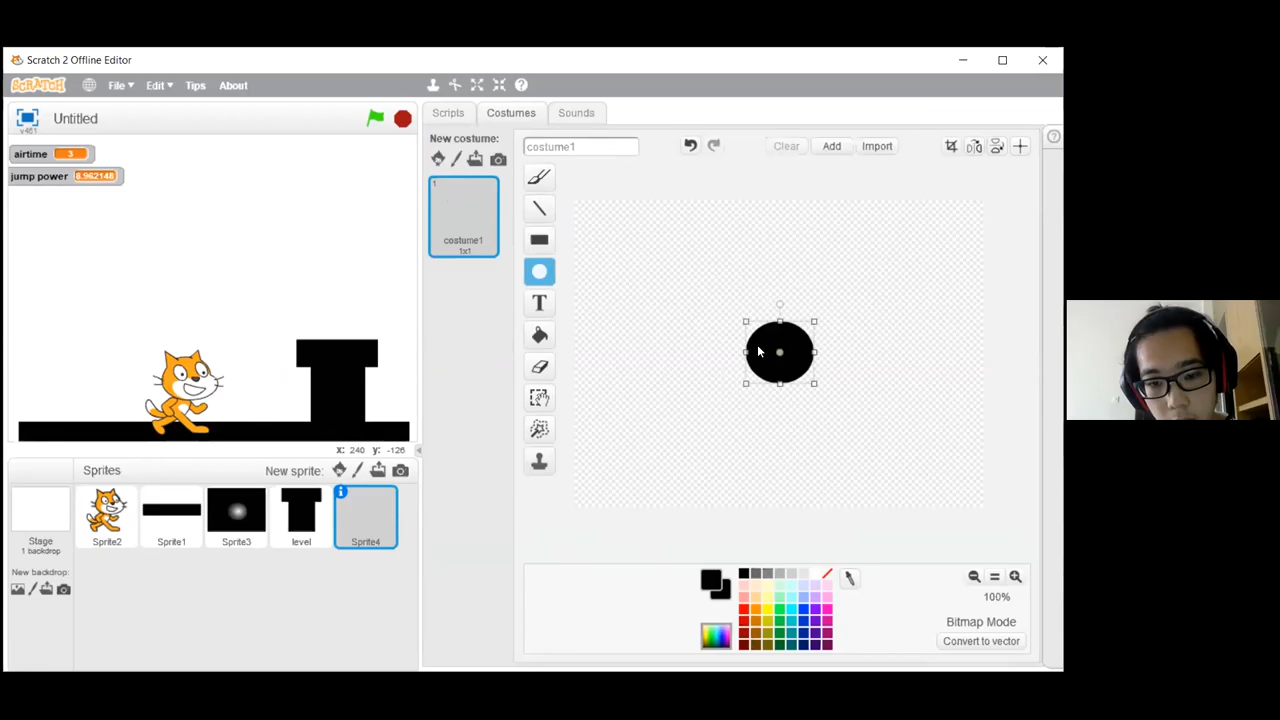 Scratch 2 Offline Editor
SCRATCH File Edit Tips About
v461 Untitled
Scripts Costumes Sounds
airtime 3
jump power 8.962148
New costume:
costume1
Clear Add Import
1
costume1
1x1
T
x: 240 y: -126
Sprites New sprite:
Stage
1 backdrop
New backdrop:
Sprite2 Sprite1 Sprite3 level Sprite4
100%
Bitmap Mode
Convert to vector